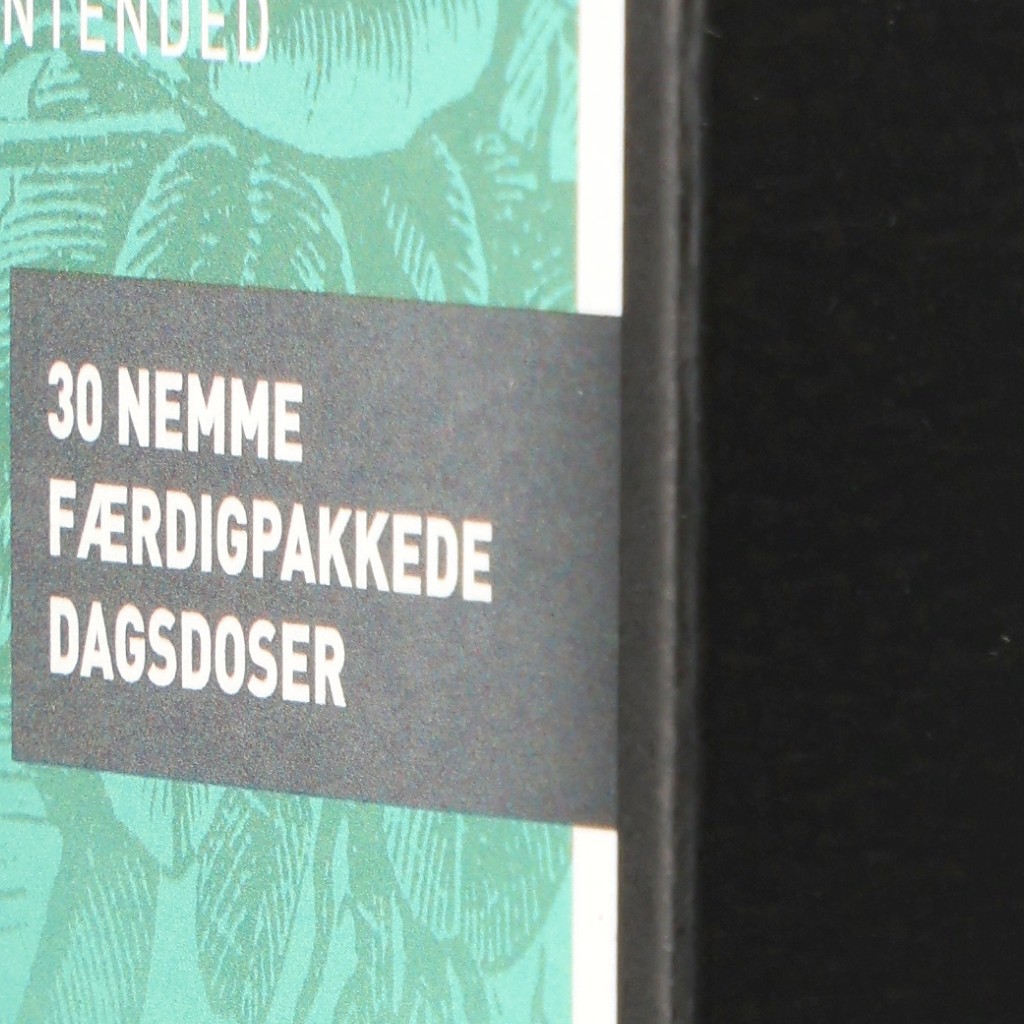 NTENDED
30 NEMME
FÆRDIGPAKKEDE
DAGSDOSER